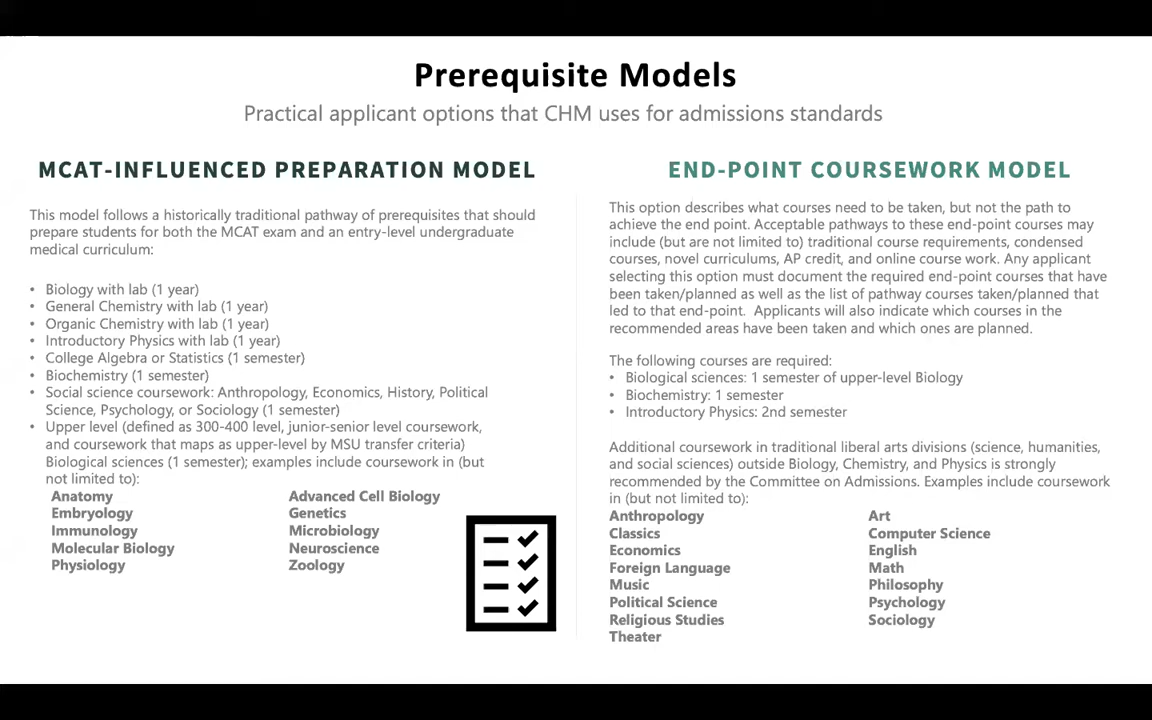 Prerequisite Models
Practical applicant options that CHM uses for admissions standards
MCAT-INFLUENCED PREPARATION MODEL
This model follows a historically traditional pathway of prerequisites that should
prepare students for both the MCAT exam and an entry-level undergraduate
medical curriculum:
• Biology with lab (1 year)
• General Chemistry with lab (1 year)
• Organic Chemistry with lab (1 year)
• Introductory Physics with lab (1 year)
• College Algebra or Statistics (1 semester)
• Biochemistry (1 semester)
• Social science coursework: Anthropology, Economics, History, Political
Science, Psychology, or Sociology (1 semester)
• Upper level (defined as 300-400 level, junior-senior level coursework,
and coursework that maps as upper-level by MSU transfer criteria)
Biological sciences (1 semester); examples include coursework in (but
not limited to):
Anatomy Advanced Cell Biology
Embryology Genetics
Immunology Microbiology
Molecular Biology Neuroscience
Physiology Zoology
END-POINT COURSEWORK MODEL
This option describes what courses need to be taken, but not the path to
achieve the end point. Acceptable pathways to these end-point courses may
include (but are not limited to) traditional course requirements, condensed
courses, novel curriculums, AP credit, and online course work. Any applicant
selecting this option must document the required end-point courses that have
been taken/planned as well as the list of pathway courses taken/planned that
led to that end-point. Applicants will also indicate which courses in the
recommended areas have been taken and which ones are planned.
The following courses are required:
• Biological sciences: 1 semester of upper-level Biology
• Biochemistry: 1 semester
• Introductory Physics: 2nd semester
Additional coursework in traditional liberal arts divisions (science, humanities,
and social sciences) outside Biology, Chemistry, and Physics is strongly
recommended by the Committee on Admissions. Examples include coursework
in (but not limited to):
Anthropology Art
Classics Computer Science
Economics English
Foreign Language Math
Music Philosophy
Political Science Psychology
Religious Studies Sociology
Theater